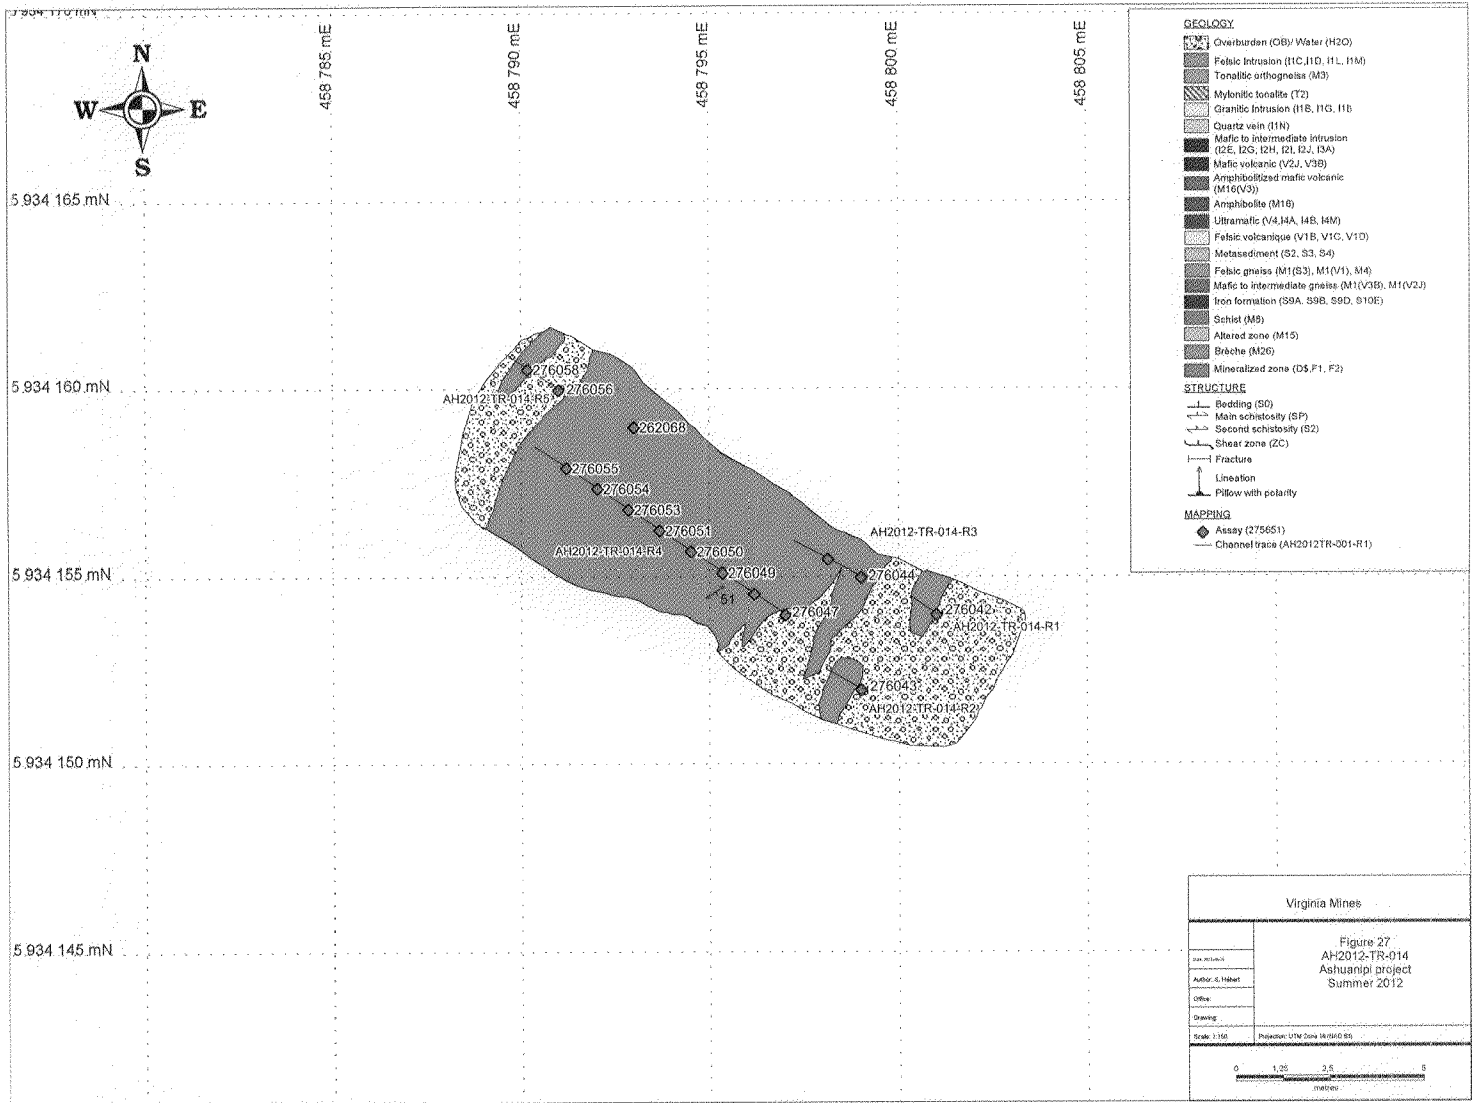 5 934 170 mN
458 785 mE
458 790 mE
458 795 mE
458 800 mE
458 805 mE
N
W E
S
5 934 165 mN
5 934 160 mN
5 934 155 mN
5 934 150 mN
5 934 145 mN
276058
276056
AH2012-TR-014-R5
262068
276055
276054
276053
276051
AH2012-TR-014-R4
276050
276049
51
276047
AH2012-TR-014-R3
276044
276042
AH2012-TR-014-R1
276043
AH2012-TR-014-R2
GEOLOGY
Overburden (OB)/ Water (H2O)
Felsic Intrusion (I1C,I1D, I1L, I1M)
Tonalitic orthogneiss (M3)
Mylonitic tonalite (T2)
Granitic Intrusion (I1B, I1G, I1I)
Quartz vein (I1N)
Mafic to intermediate intrusion
(I2E, I2G, I2H, I2I, I2J, I3A)
Mafic volcanic (V2J, V3B)
Amphibolitized mafic volcanic
(M16(V3))
Amphibolite (M16)
Ultramafic (V4,I4A, I4B, I4M)
Felsic volcanique (V1B, V1C, V1D)
Metasediment (S2, S3, S4)
Felsic gneiss (M1(S3), M1(V1), M4)
Mafic to intermediate gneiss (M1(V3B), M1(V2J)
Iron formation (S9A, S9B, S9D, S10E)
Schist (M8)
Altered zone (M15)
Brèche (M26)
Mineralized zone (D$,F1, F2)
STRUCTURE
Bedding (S0)
Main schistosity (SP)
Second schistosity (S2)
Shear zone (ZC)
Fracture
Lineation
Pillow with polarity
MAPPING
Assay (275651)
Channel trace (AH2012TR-001-R1)
Virginia Mines
Figure 27
AH2012-TR-014
Ashuanipi project
Summer 2012
Author: S. Hébert
Office:
Drawing:
Scale:
Projection: UTM Zone
0 1,25 2,5 5
metres